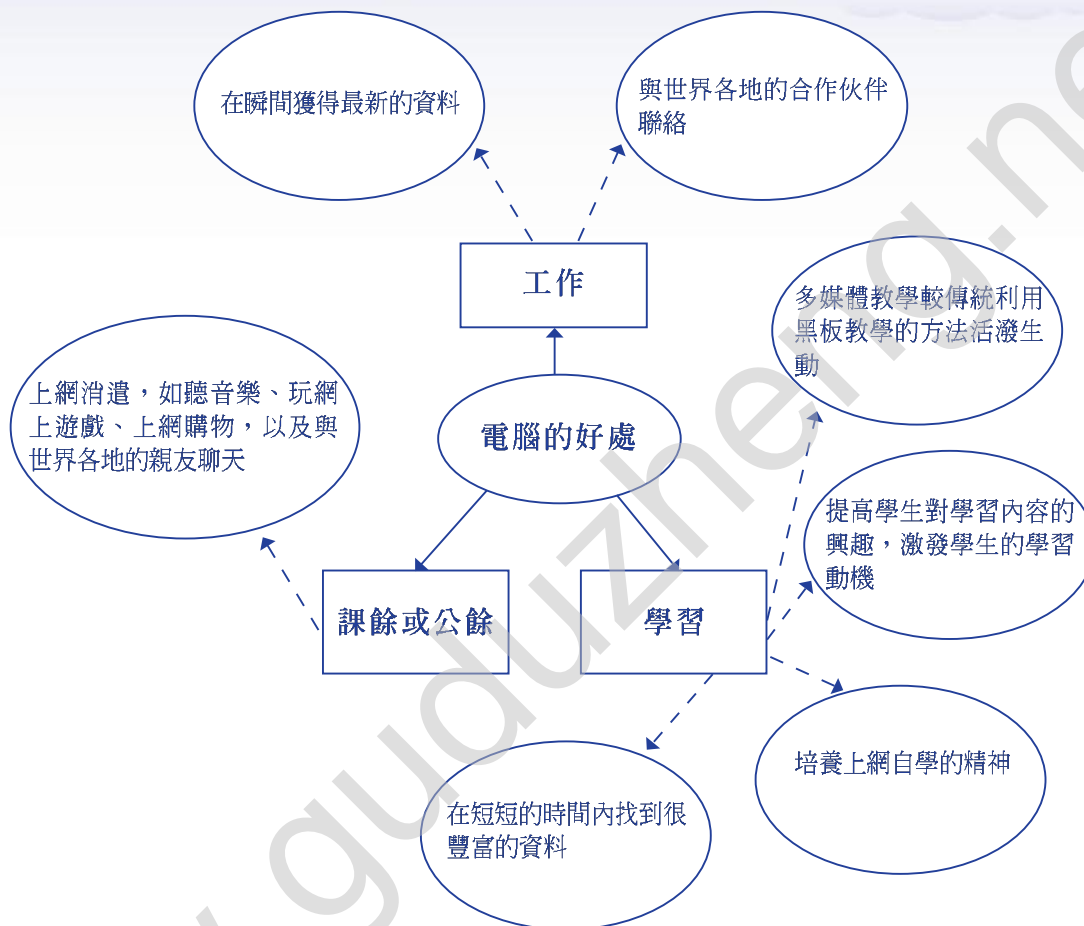 在瞬間獲得最新的資料
與世界各地的合作伙伴
聯絡
工作
多媒體教學較傳統利用
黑板教學的方法活潑生
動
上網消遣，如聽音樂、玩網
上遊戲、上網購物，以及與
世界各地的親友聊天
電腦的好處
提高學生對學習內容的
興趣，激發學生的學習
動機
課餘或公餘
學習
培養上網自學的精神
在短短的時間內找到很
豐富的資料
guduzheng.ne